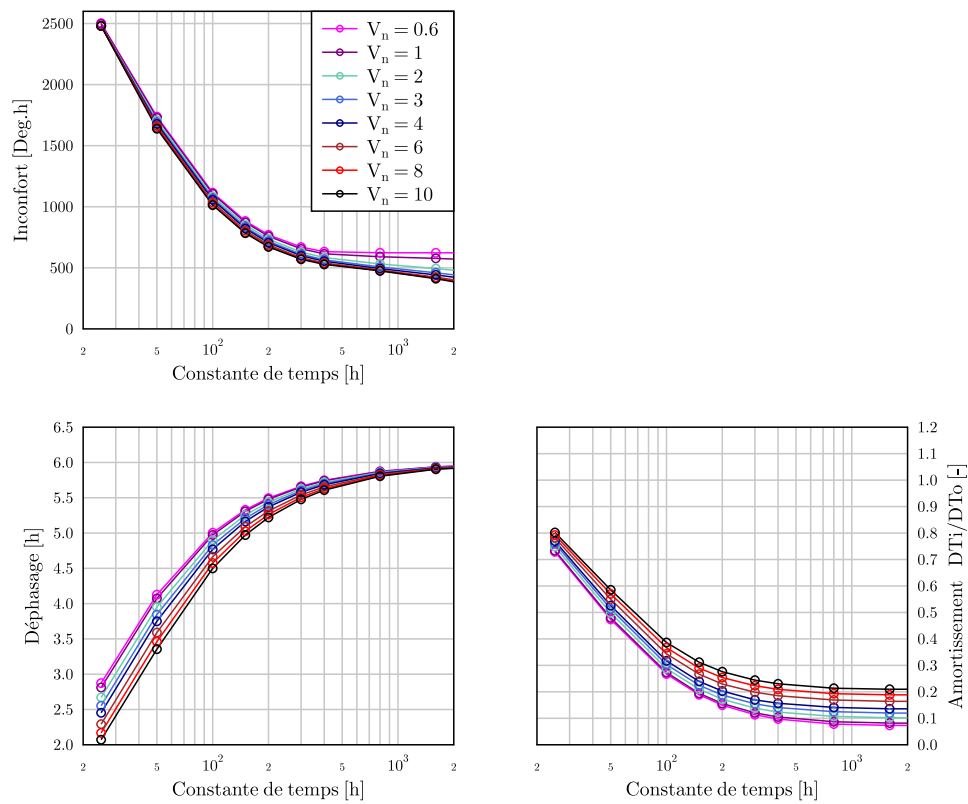 2500
2000
1500
1000
500
0
Inconfort [Deg.h]
V_n = 0.6
V_n = 1
V_n = 2
V_n = 3
V_n = 4
V_n = 6
V_n = 8
V_n = 10
2 5 10² 2 5 10³ 2
Constante de temps [h]
6.5
6.0
5.5
5.0
4.5
4.0
3.5
3.0
2.5
2.0
Déphasage [h]
2 5 10² 2 5 10³ 2
Constante de temps [h]
1.2
1.1
1.0
0.9
0.8
0.7
0.6
0.5
0.4
0.3
0.2
0.1
0.0
Amortissement DTi/DTo [-]
2 5 10² 2 5 10³ 2
Constante de temps [h]